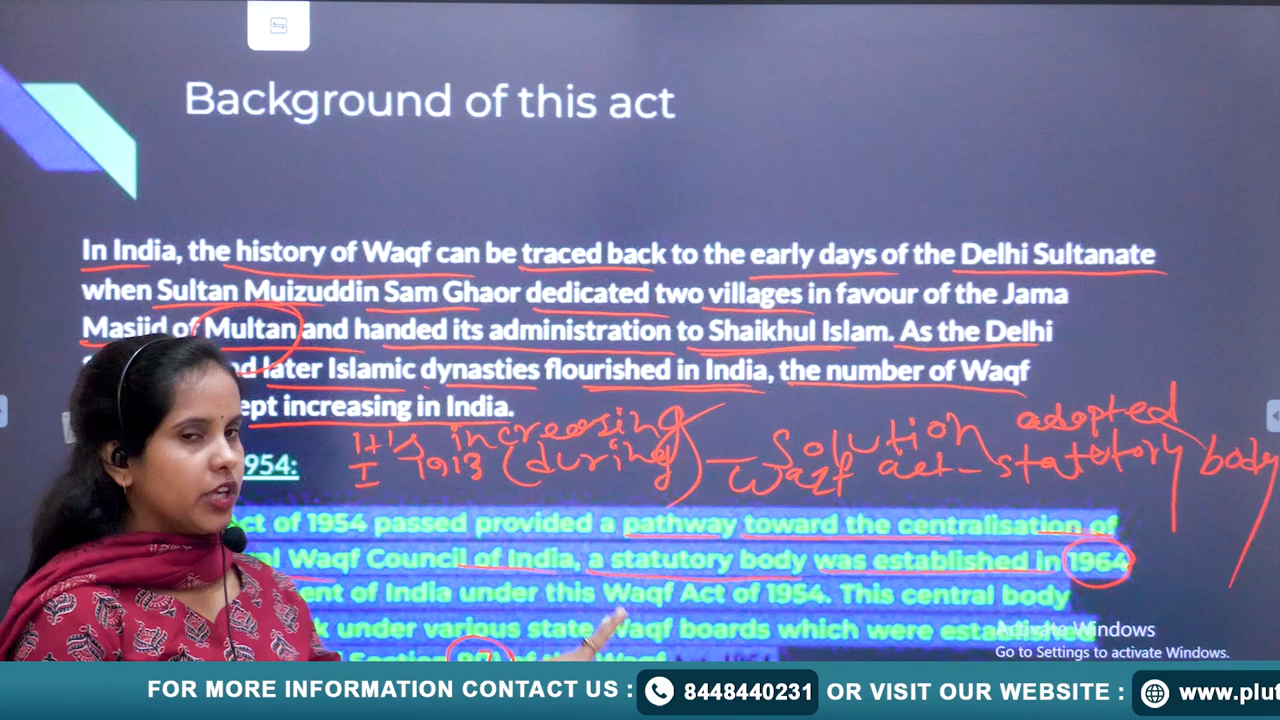 Background of this act
In India, the history of Waqf can be traced back to the early days of the Delhi Sultanate
when Sultan Muizuddin Sam Ghaor dedicated two villages in favour of the Jama
Masjid of Multan and handed its administration to Shaikhul Islam. As the Delhi
later Islamic dynasties flourished in India, the number of Waqf
increasing in India.
It's increasing
adopted
1913 (during) – Solution
Waqf act – statutory body
954:
of 1954 passed provided a pathway toward the centralisation of
Waqf Council of India, a statutory body was established in 1964
of India under this Waqf Act of 1954. This central body
under various state Waqf boards which were
Activate Windows
Go to Settings to activate Windows.
FOR MORE INFORMATION CONTACT US : 8448440231 OR VISIT OUR WEBSITE : www.plut